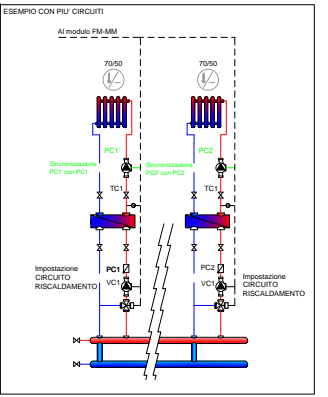 ESEMPIO CON PIU' CIRCUITI
Al modulo FM-MM
70/50
70/50
PC1'
PC2'
Sincronizzazione
PC1' con PC1
Sincronizzazione
PC2' con PC2
TC1
TC1
Impostazione
CIRCUITO
RISCALDAMENTO
PC1
VC1
PC2
VC1
Impostazione
CIRCUITO
RISCALDAMENTO